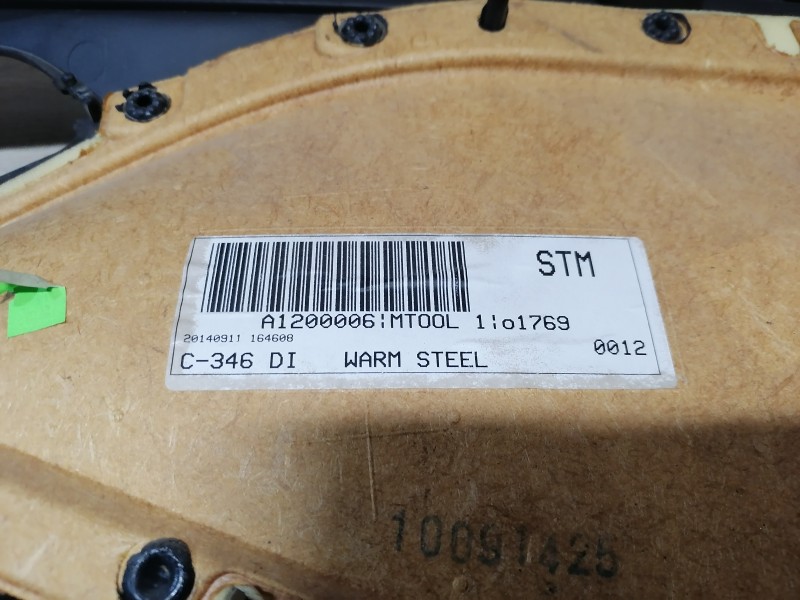 STM
A1200006¦MTOOL 1¦o1769
20140911 164608
C-346 DI WARM STEEL
0012
10091425